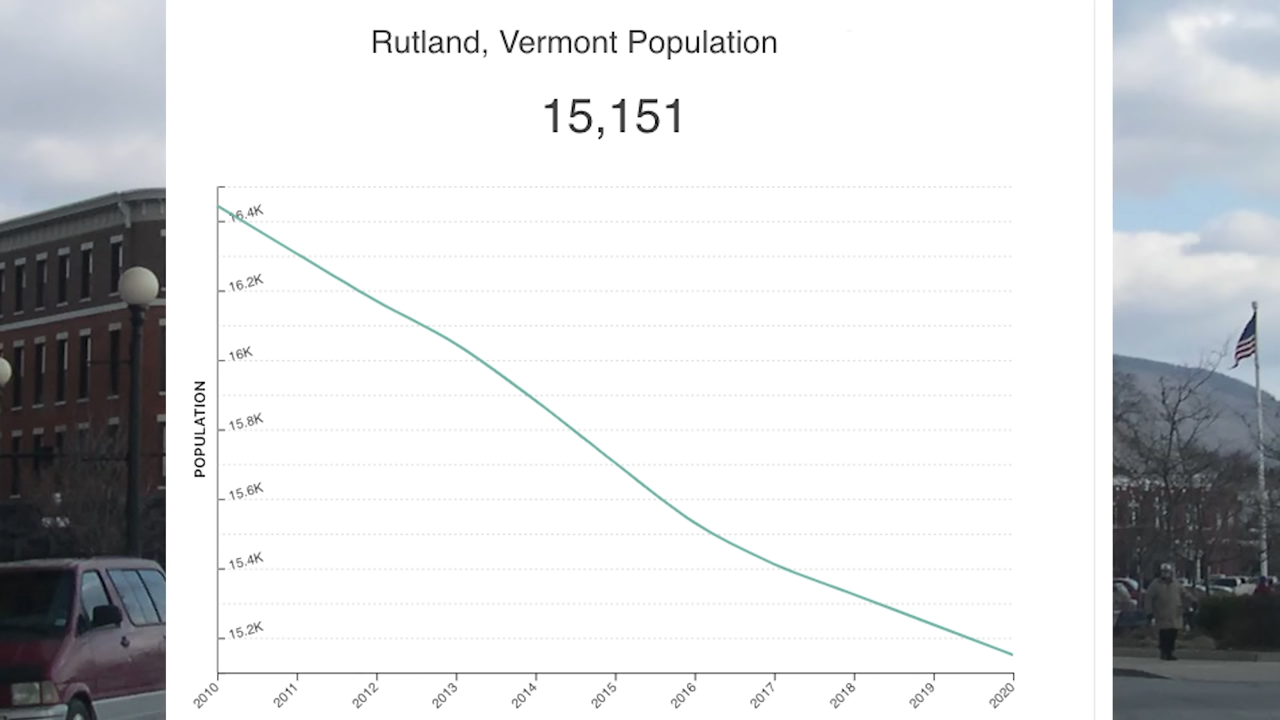 Rutland, Vermont Population
15,151
POPULATION
16.4K
16.2K
16K
15.8K
15.6K
15.4K
15.2K
2010 2011 2012 2013 2014 2015 2016 2017 2018 2019 2020